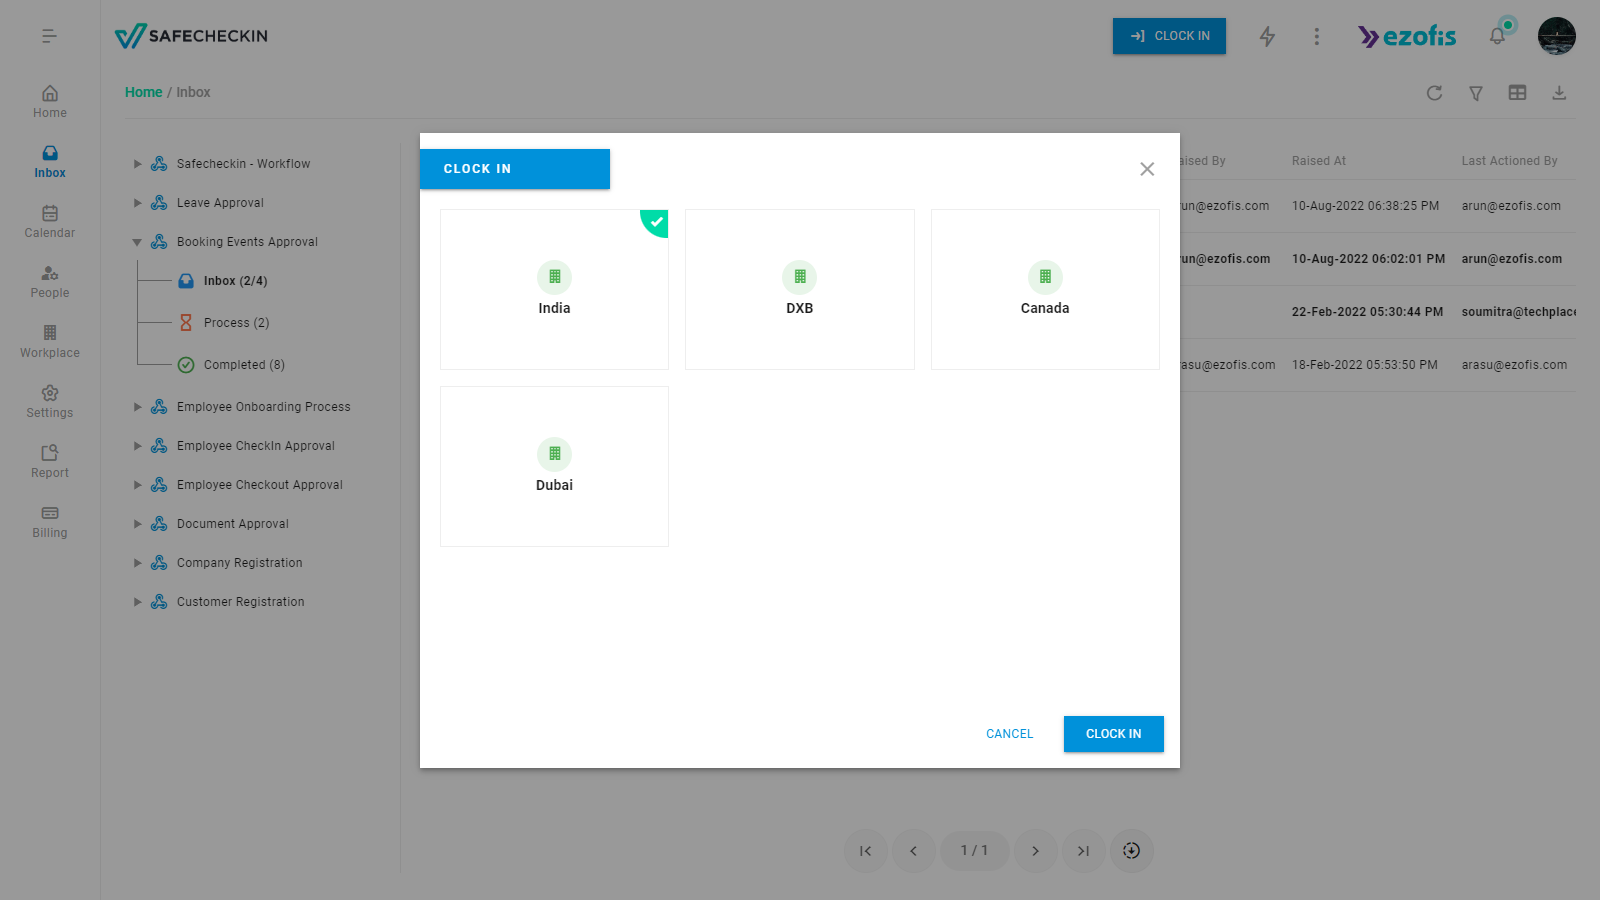 SAFECHECKIN
CLOCK IN
ezofis
Home / Inbox
Home
Inbox
Calendar
People
Workplace
Settings
Report
Billing
Safecheckin - Workflow
Leave Approval
Booking Events Approval
Inbox (2/4)
Process (2)
Completed (8)
Employee Onboarding Process
Employee CheckIn Approval
Employee Checkout Approval
Document Approval
Company Registration
Customer Registration
CLOCK IN
India
DXB
Canada
Dubai
CANCEL
CLOCK IN
aised By Raised At Last Actioned By
run@ezofis.com 10-Aug-2022 06:38:25 PM arun@ezofis.com
run@ezofis.com 10-Aug-2022 06:02:01 PM arun@ezofis.com
22-Feb-2022 05:30:44 PM soumitra@techplace
rasu@ezofis.com 18-Feb-2022 05:53:50 PM arasu@ezofis.com
1 / 1